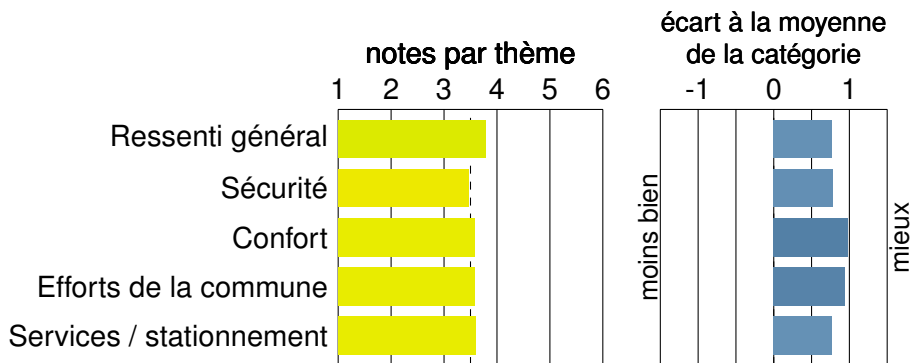 écart à la moyenne
notes par thème
de la catégorie
1 2 3 4 5 6
-1 0 1
Ressenti général
Sécurité
Confort
Efforts de la commune
Services / stationnement
moins bien
mieux